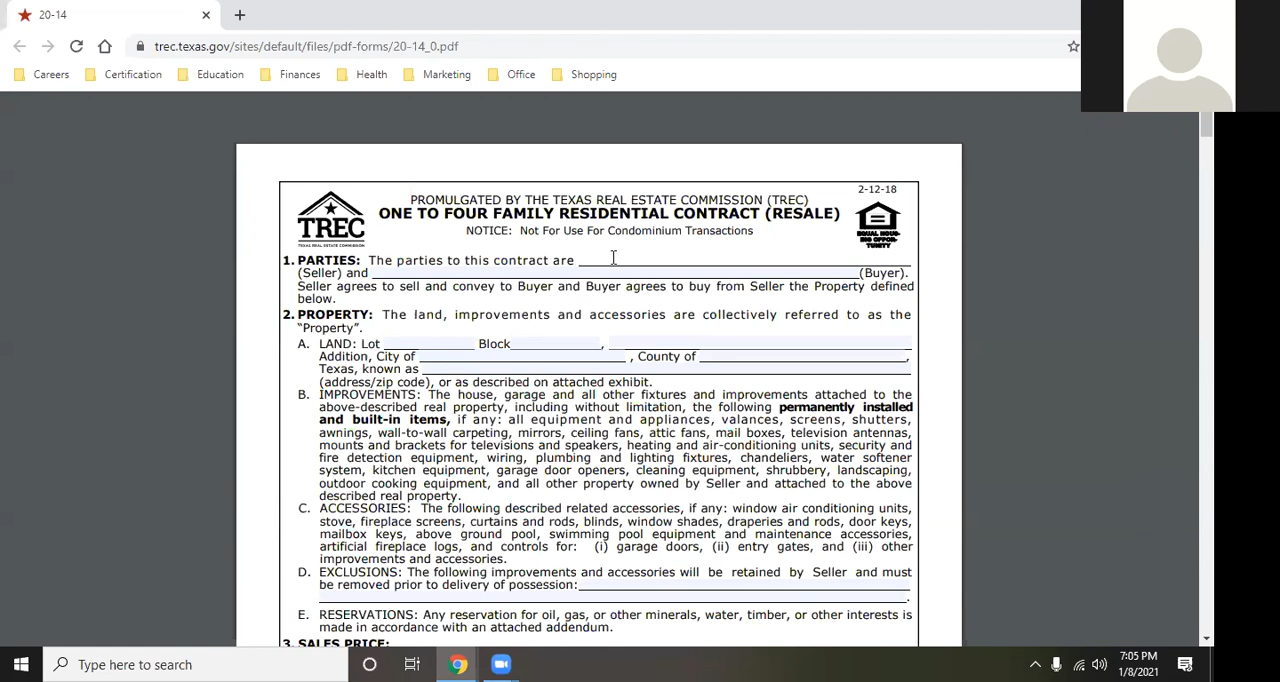 20-14
trec.texas.gov/sites/default/files/pdf-forms/20-14_0.pdf
Careers Certification Education Finances Health Marketing Office Shopping
2-12-18
PROMULGATED BY THE TEXAS REAL ESTATE COMMISSION (TREC)
ONE TO FOUR FAMILY RESIDENTIAL CONTRACT (RESALE)
NOTICE: Not For Use For Condominium Transactions
TREC
TEXAS REAL ESTATE COMMISSION
EQUAL HOUS-
ING OPPOR-
TUNITY
1. PARTIES: The parties to this contract are
(Seller) and (Buyer).
Seller agrees to sell and convey to Buyer and Buyer agrees to buy from Seller the Property defined
below.
2. PROPERTY: The land, improvements and accessories are collectively referred to as the
“Property”.
A. LAND: Lot Block ,
Addition, City of , County of ,
Texas, known as
(address/zip code), or as described on attached exhibit.
B. IMPROVEMENTS: The house, garage and all other fixtures and improvements attached to the
above-described real property, including without limitation, the following permanently installed
and built-in items, if any: all equipment and appliances, valances, screens, shutters,
awnings, wall-to-wall carpeting, mirrors, ceiling fans, attic fans, mail boxes, television antennas,
mounts and brackets for televisions and speakers, heating and air-conditioning units, security and
fire detection equipment, wiring, plumbing and lighting fixtures, chandeliers, water softener
system, kitchen equipment, garage door openers, cleaning equipment, shrubbery, landscaping,
outdoor cooking equipment, and all other property owned by Seller and attached to the above
described real property.
C. ACCESSORIES: The following described related accessories, if any: window air conditioning units,
stove, fireplace screens, curtains and rods, blinds, window shades, draperies and rods, door keys,
mailbox keys, above ground pool, swimming pool equipment and maintenance accessories,
artificial fireplace logs, and controls for: (i) garage doors, (ii) entry gates, and (iii) other
improvements and accessories.
D. EXCLUSIONS: The following improvements and accessories will be retained by Seller and must
be removed prior to delivery of possession:
.
E. RESERVATIONS: Any reservation for oil, gas, or other minerals, water, timber, or other interests is
made in accordance with an attached addendum.
3. SALES PRICE:
Type here to search
7:05 PM
1/8/2021